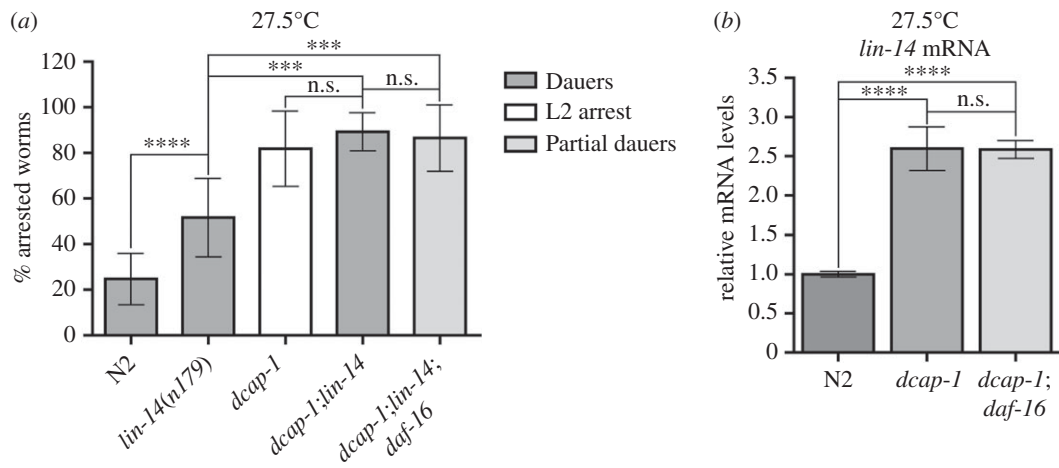 (a)
27.5°C
% arrested worms
120
100
80
60
40
20
0
****
***
***
n.s.
n.s.
N2
lin-14(n179)
dcap-1
dcap-1;lin-14
dcap-1;lin-14;
daf-16
Dauers
L2 arrest
Partial dauers
(b)
27.5°C
lin-14 mRNA
relative mRNA levels
3.5
3.0
2.5
2.0
1.5
1.0
0.5
0
****
****
n.s.
N2
dcap-1
dcap-1;
daf-16